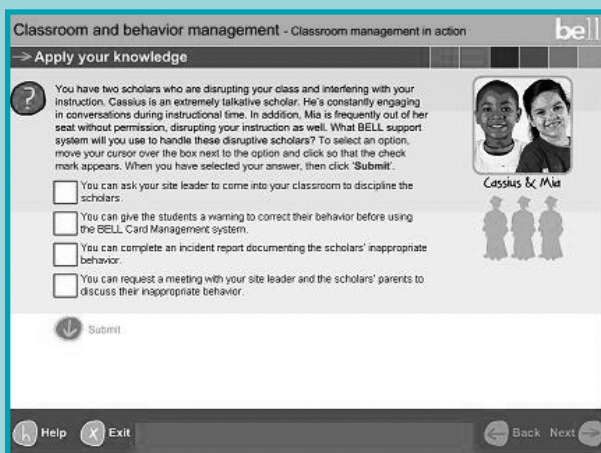 Classroom and behavior management - Classroom management in action
bell
Apply your knowledge
?
You have two scholars who are disrupting your class and interfering with your
instruction. Cassius is an extremely talkative scholar. He's constantly engaging
in conversations during instructional time. In addition, Mia is frequently out of her
seat without permission, disrupting your instruction as well. What BELL support
system will you use to handle these disruptive scholars? To select an option,
move your cursor over the box next to the option and click so that the check
mark appears. When you have selected your answer, then click 'Submit'.
Cassius & Mia
You can ask your site leader to come into your classroom to discipline the
scholars.
You can give the students a warning to correct their behavior before using
the BELL Card Management system.
You can complete an incident report documenting the scholars' inappropriate
behavior.
You can request a meeting with your site leader and the scholars' parents to
discuss their inappropriate behavior.
Submit
h Help X Exit Back Next